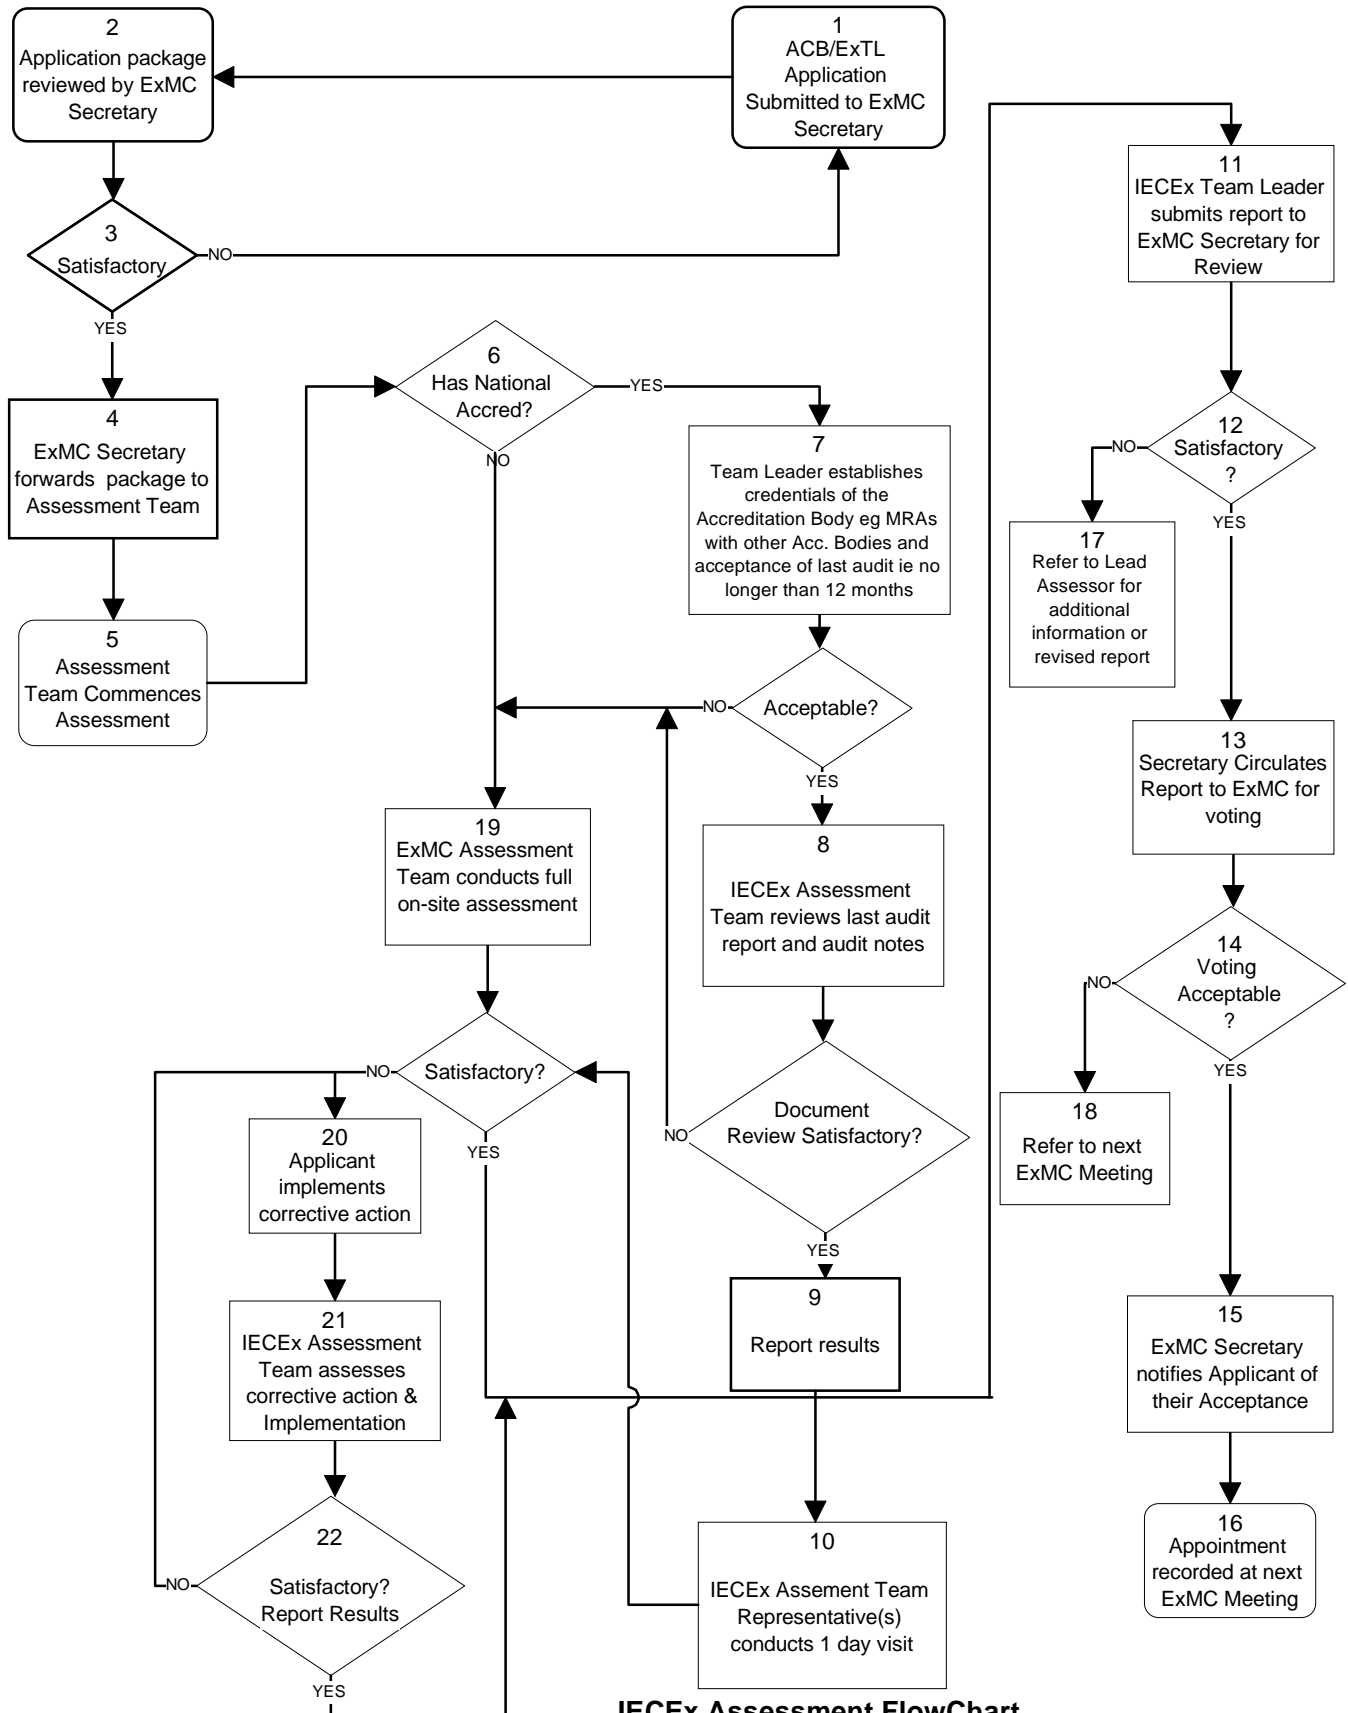 1
ACB/ExTL
Application
Submitted to ExMC
Secretary
2
Application package
reviewed by ExMC
Secretary
3
Satisfactory
NO
YES
4
ExMC Secretary
forwards package to
Assessment Team
5
Assessment
Team Commences
Assessment
6
Has National
Accred?
YES
NO
7
Team Leader establishes
credentials of the
Accreditation Body eg MRAs
with other Acc. Bodies and
acceptance of last audit ie no
longer than 12 months
Acceptable?
NO
YES
8
IECEx Assessment
Team reviews last audit
report and audit notes
Document
Review Satisfactory?
NO
YES
9
Report results
10
IECEx Assement Team
Representative(s)
conducts 1 day visit
11
IECEx Team Leader
submits report to
ExMC Secretary for
Review
12
Satisfactory
?
NO
YES
17
Refer to Lead
Assessor for
additional
information or
revised report
13
Secretary Circulates
Report to ExMC for
voting
14
Voting
Acceptable
?
NO
YES
18
Refer to next
ExMC Meeting
15
ExMC Secretary
notifies Applicant of
their Acceptance
16
Appointment
recorded at next
ExMC Meeting
19
ExMC Assessment
Team conducts full
on-site assessment
Satisfactory?
NO
YES
20
Applicant
implements
corrective action
21
IECEx Assessment
Team assesses
corrective action &
Implementation
22
Satisfactory?
Report Results
NO
YES
IECEx Assessment FlowChart